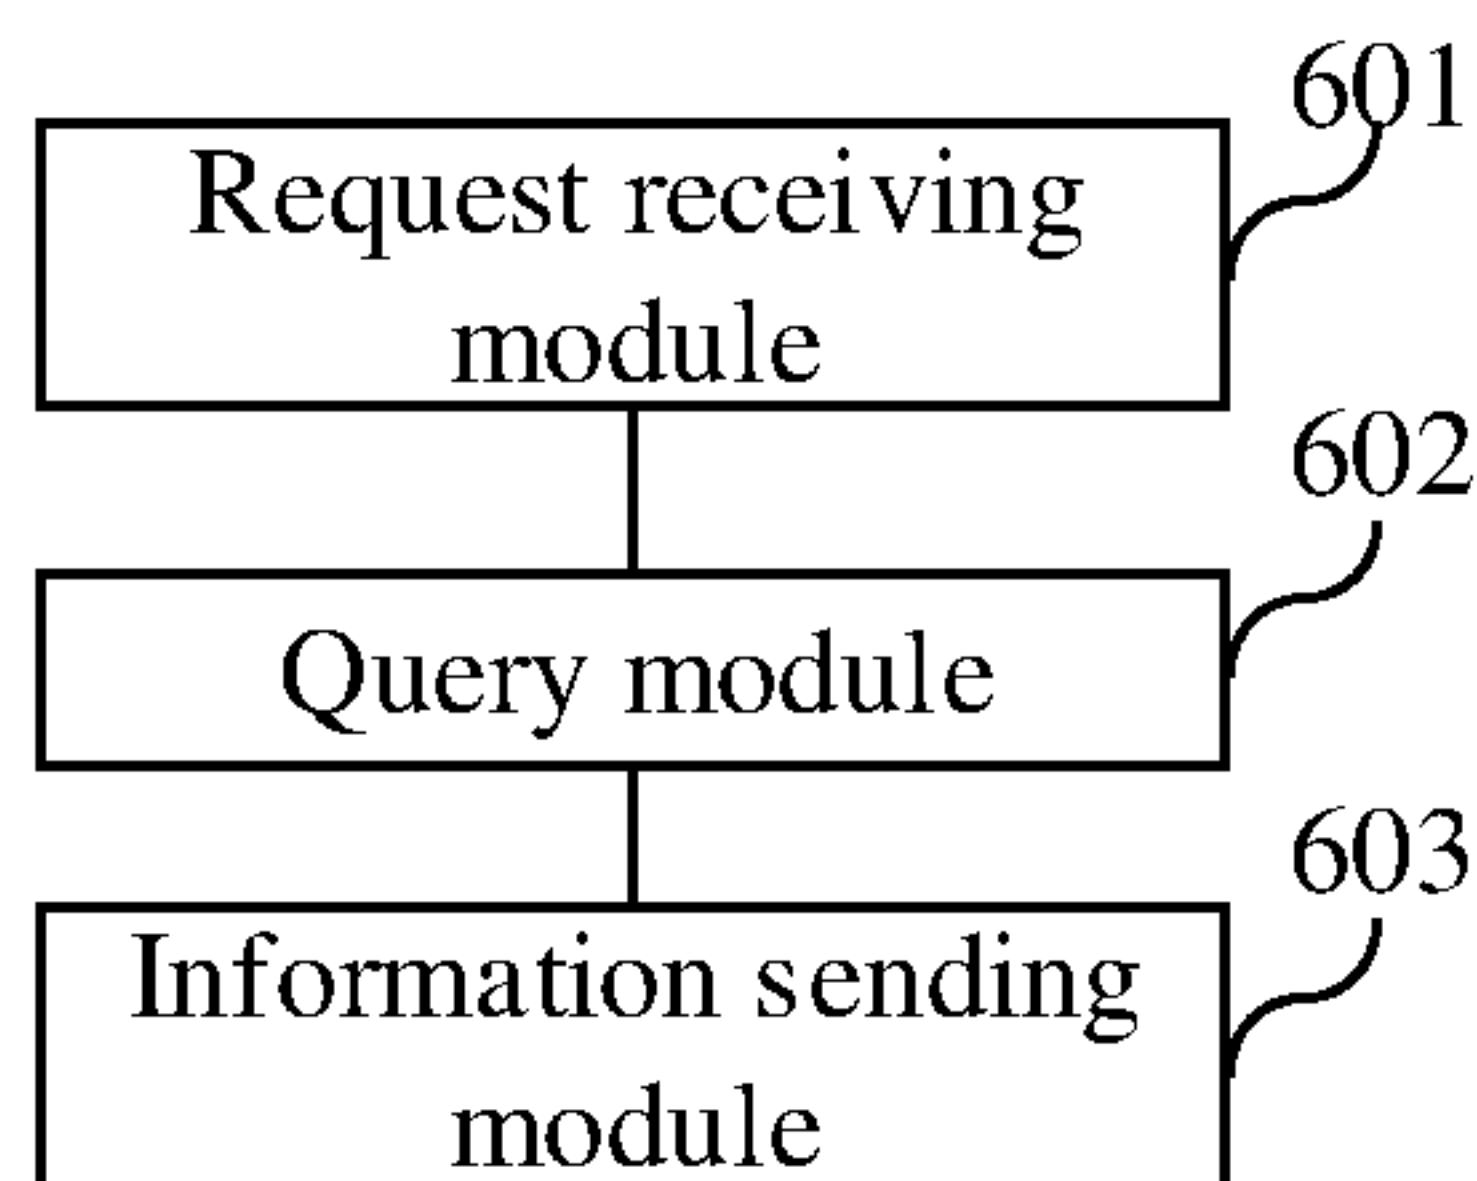 601
Request receiving
module
602
Query module
603
Information sending
module